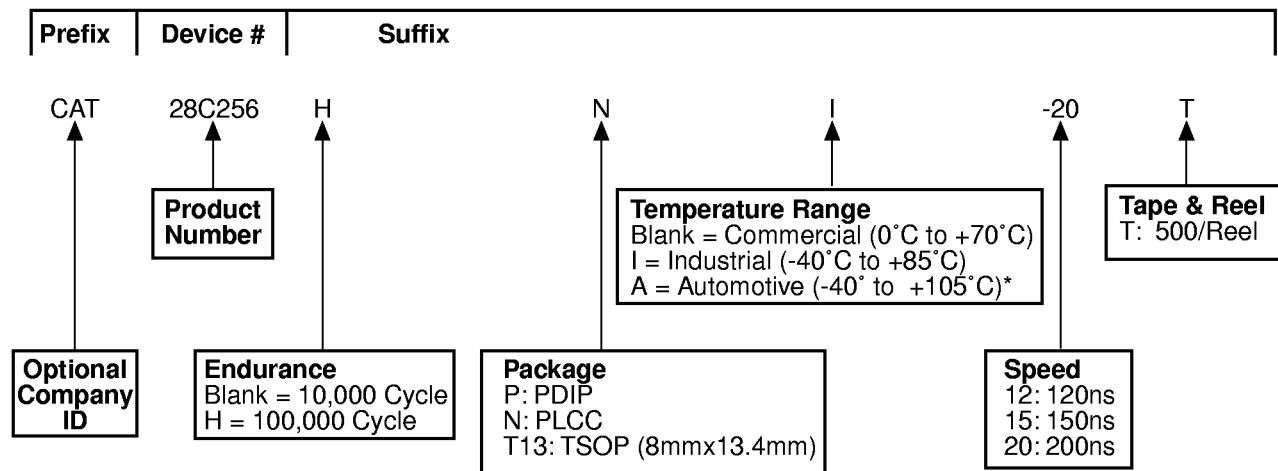 Prefix Device # Suffix
CAT 28C256 H N I -20 T
Product
Number
Temperature Range
Blank = Commercial (0˚C to +70˚C)
I = Industrial (-40˚C to +85˚C)
A = Automotive (-40˚ to +105˚C)*
Tape & Reel
T: 500/Reel
Optional
Company
ID
Endurance
Blank = 10,000 Cycle
H = 100,000 Cycle
Package
P: PDIP
N: PLCC
T13: TSOP (8mmx13.4mm)
Speed
12: 120ns
15: 150ns
20: 200ns